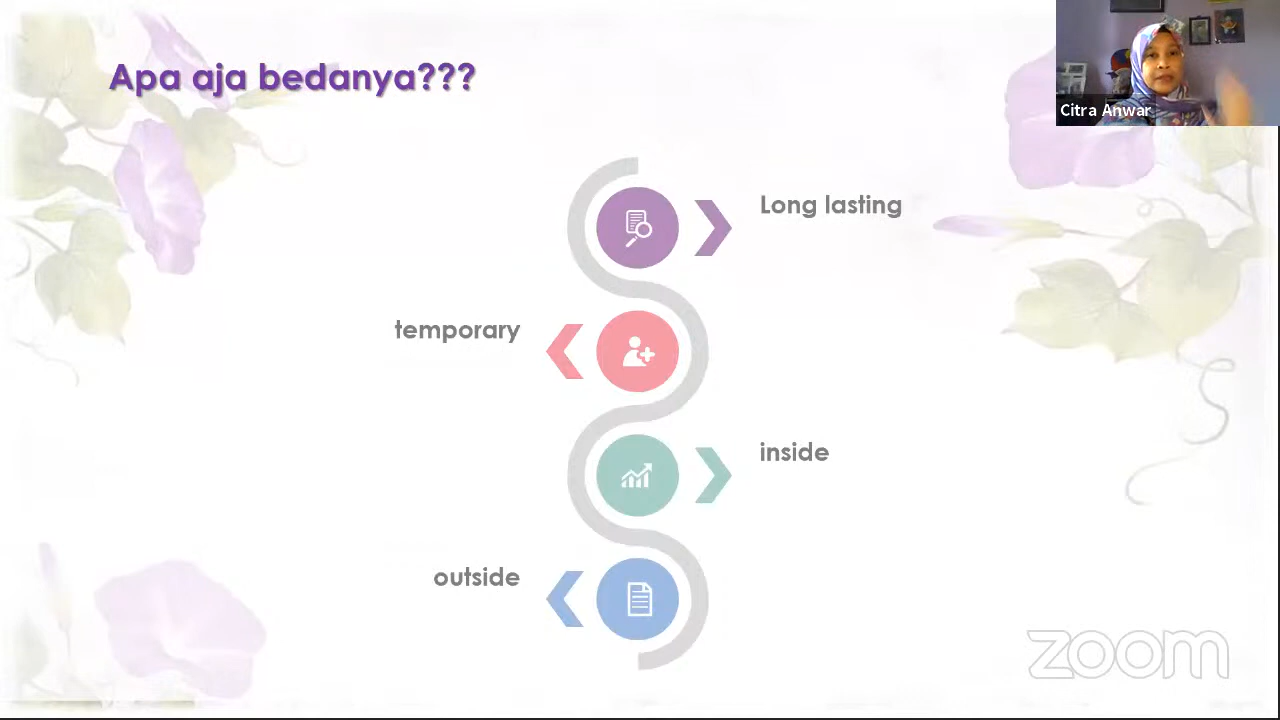 Apa aja bedanya???
Citra Anwar
Long lasting
temporary
inside
outside
zoom